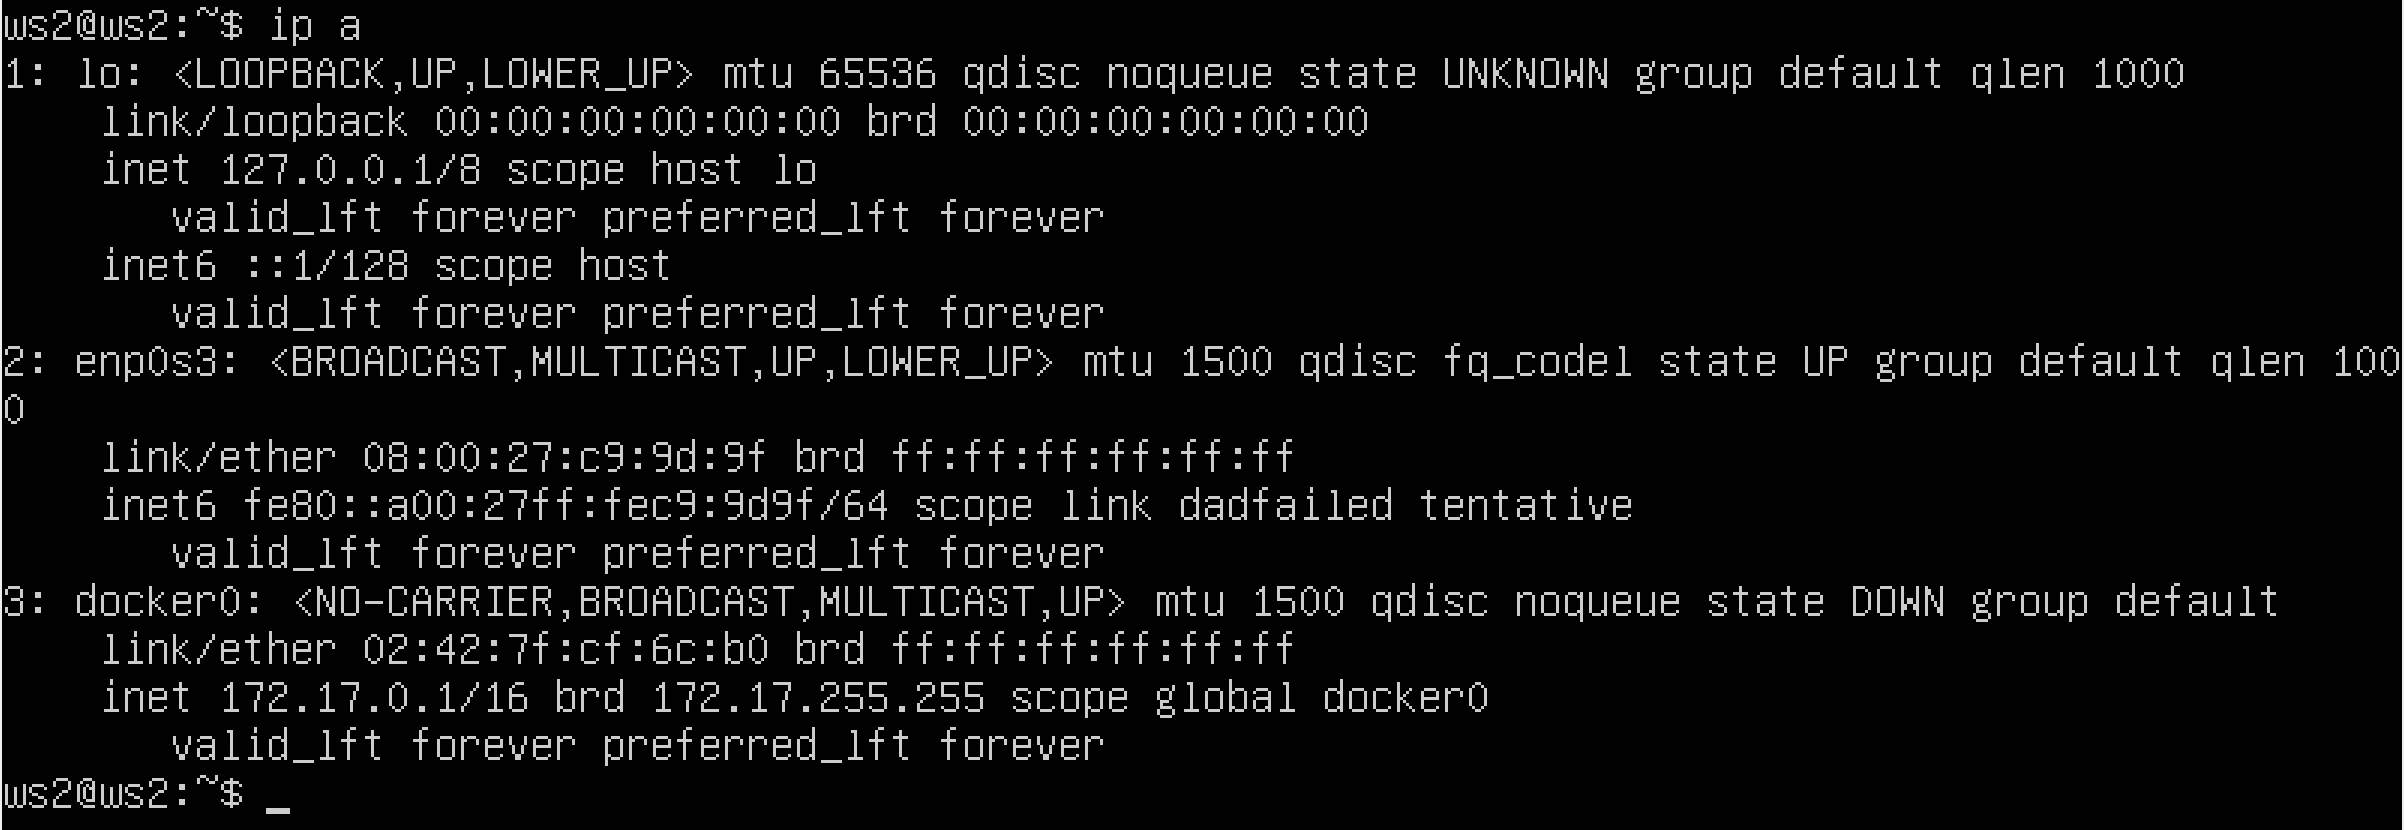 ws2@ws2:~$ ip a
1: lo: <LOOPBACK,UP,LOWER_UP> mtu 65536 qdisc noqueue state UNKNOWN group default qlen 1000
    link/loopback 00:00:00:00:00:00 brd 00:00:00:00:00:00
    inet 127.0.0.1/8 scope host lo
       valid_lft forever preferred_lft forever
    inet6 ::1/128 scope host
       valid_lft forever preferred_lft forever
2: enp0s3: <BROADCAST,MULTICAST,UP,LOWER_UP> mtu 1500 qdisc fq_codel state UP group default qlen 100
0
    link/ether 08:00:27:c9:9d:9f brd ff:ff:ff:ff:ff:ff
    inet6 fe80::a00:27ff:fec9:9d9f/64 scope link dadfailed tentative
       valid_lft forever preferred_lft forever
3: docker0: <NO-CARRIER,BROADCAST,MULTICAST,UP> mtu 1500 qdisc noqueue state DOWN group default
    link/ether 02:42:7f:cf:6c:b0 brd ff:ff:ff:ff:ff:ff
    inet 172.17.0.1/16 brd 172.17.255.255 scope global docker0
       valid_lft forever preferred_lft forever
ws2@ws2:~$ _